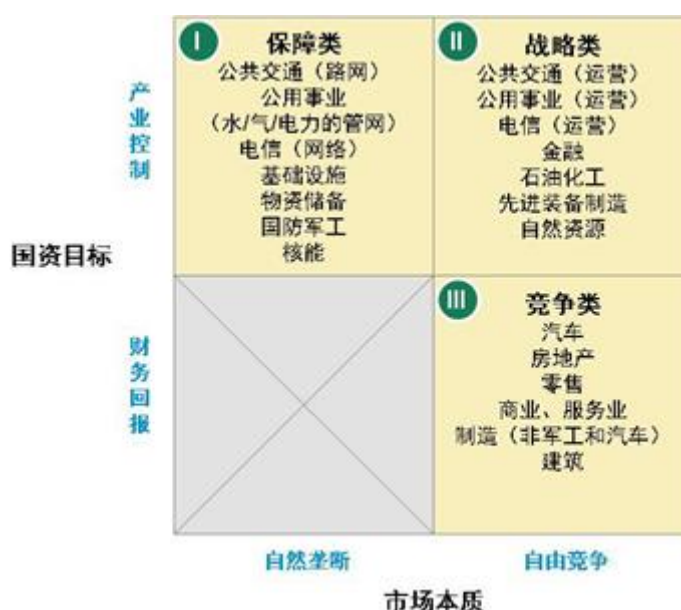 I
保障类
公共交通（路网）
公用事业
（水/气/电力的管网）
电信（网络）
基础设施
物资储备
国防军工
核能
II
战略类
公共交通（运营）
公用事业（运营）
电信（运营）
金融
石油化工
先进装备制造
自然资源
产业控制
国资目标
财务回报
III
竞争类
汽车
房地产
零售
商业、服务业
制造（非军工和汽车）
建筑
自然垄断
自由竞争
市场本质